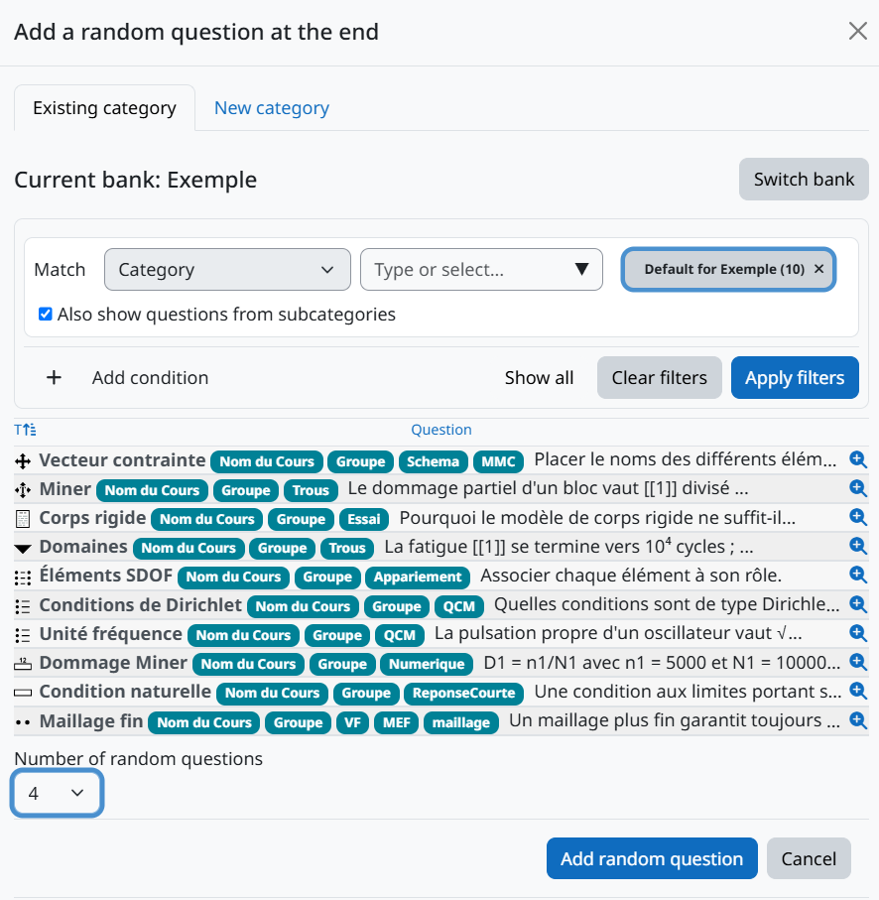 Add a random question at the end
Existing category New category
Current bank: Exemple Switch bank
Match Category Type or select... Default for Exemple (10) ×
Also show questions from subcategories
+ Add condition Show all Clear filters Apply filters
T Question
Vecteur contrainte Nom du Cours Groupe Schema MMC Placer le noms des différents élém...
Miner Nom du Cours Groupe Trous Le dommage partiel d'un bloc vaut [[1]] divisé ...
Corps rigide Nom du Cours Groupe Essai Pourquoi le modèle de corps rigide ne suffit-il...
Domaines Nom du Cours Groupe Trous La fatigue [[1]] se termine vers 10⁴ cycles ; ...
Éléments SDOF Nom du Cours Groupe Appariement Associer chaque élément à son rôle.
Conditions de Dirichlet Nom du Cours Groupe QCM Quelles conditions sont de type Dirichle...
Unité fréquence Nom du Cours Groupe QCM La pulsation propre d'un oscillateur vaut √...
12 Dommage Miner Nom du Cours Groupe Numerique D1 = n1/N1 avec n1 = 5000 et N1 = 10000...
Condition naturelle Nom du Cours Groupe ReponseCourte Une condition aux limites portant s...
Maillage fin Nom du Cours Groupe VF MEF maillage Un maillage plus fin garantit toujours ...
Number of random questions
4
Add random question Cancel